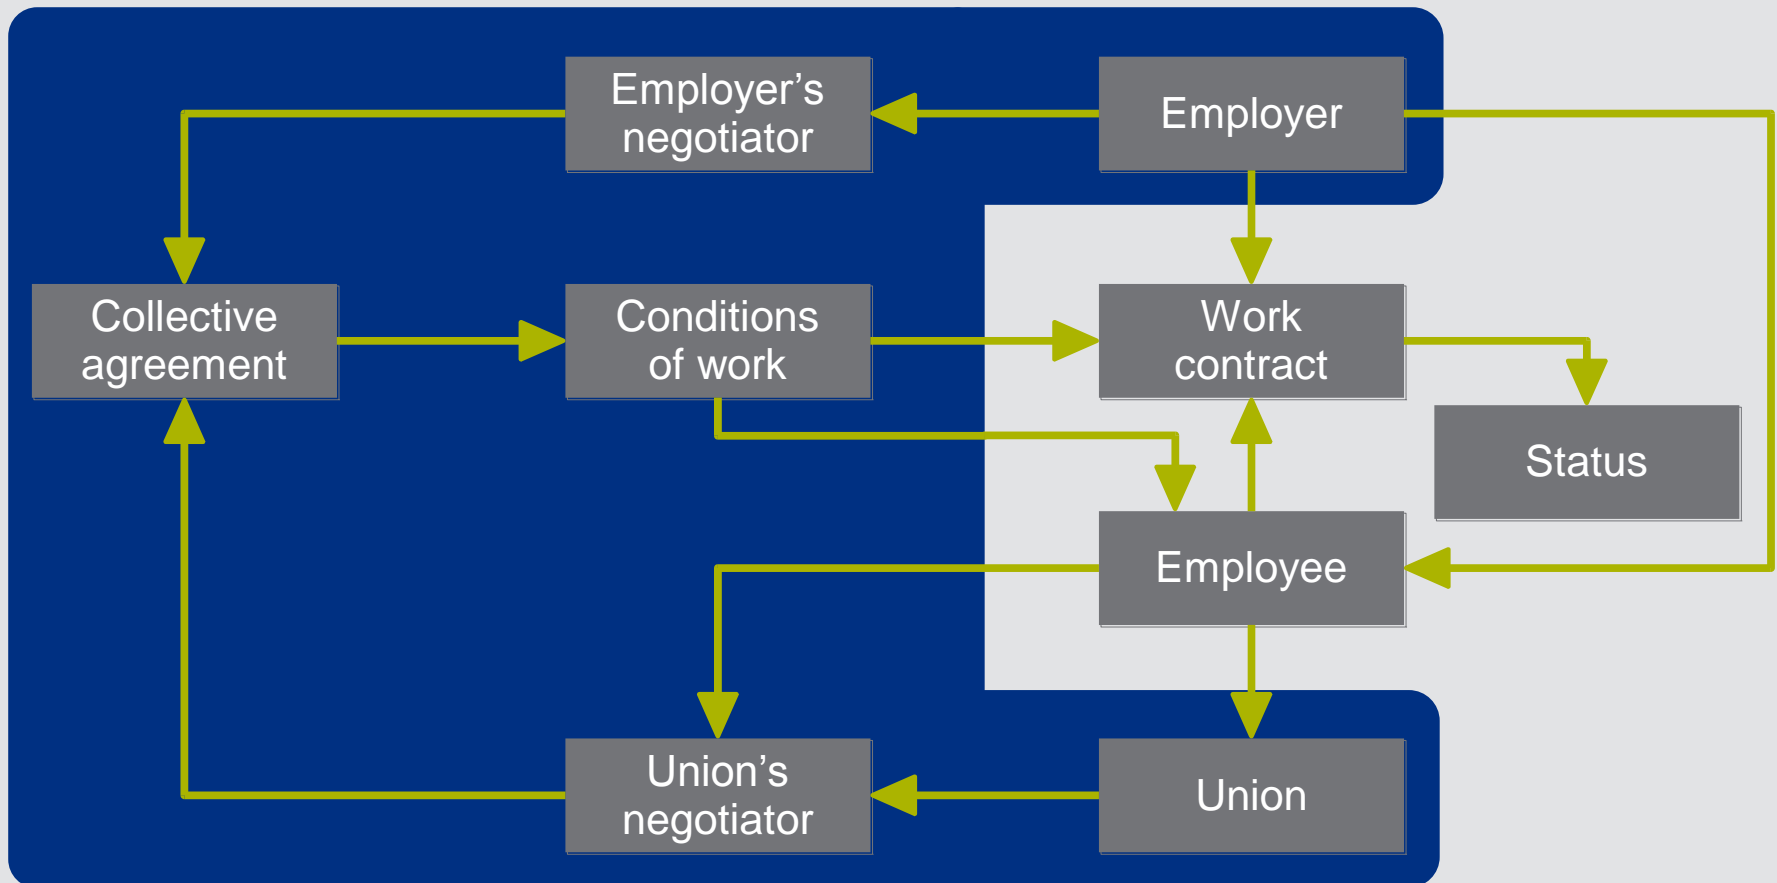 Employer’s
negotiator
Employer
Collective
agreement
Conditions
of work
Work
contract
Status
Employee
Union’s
negotiator
Union